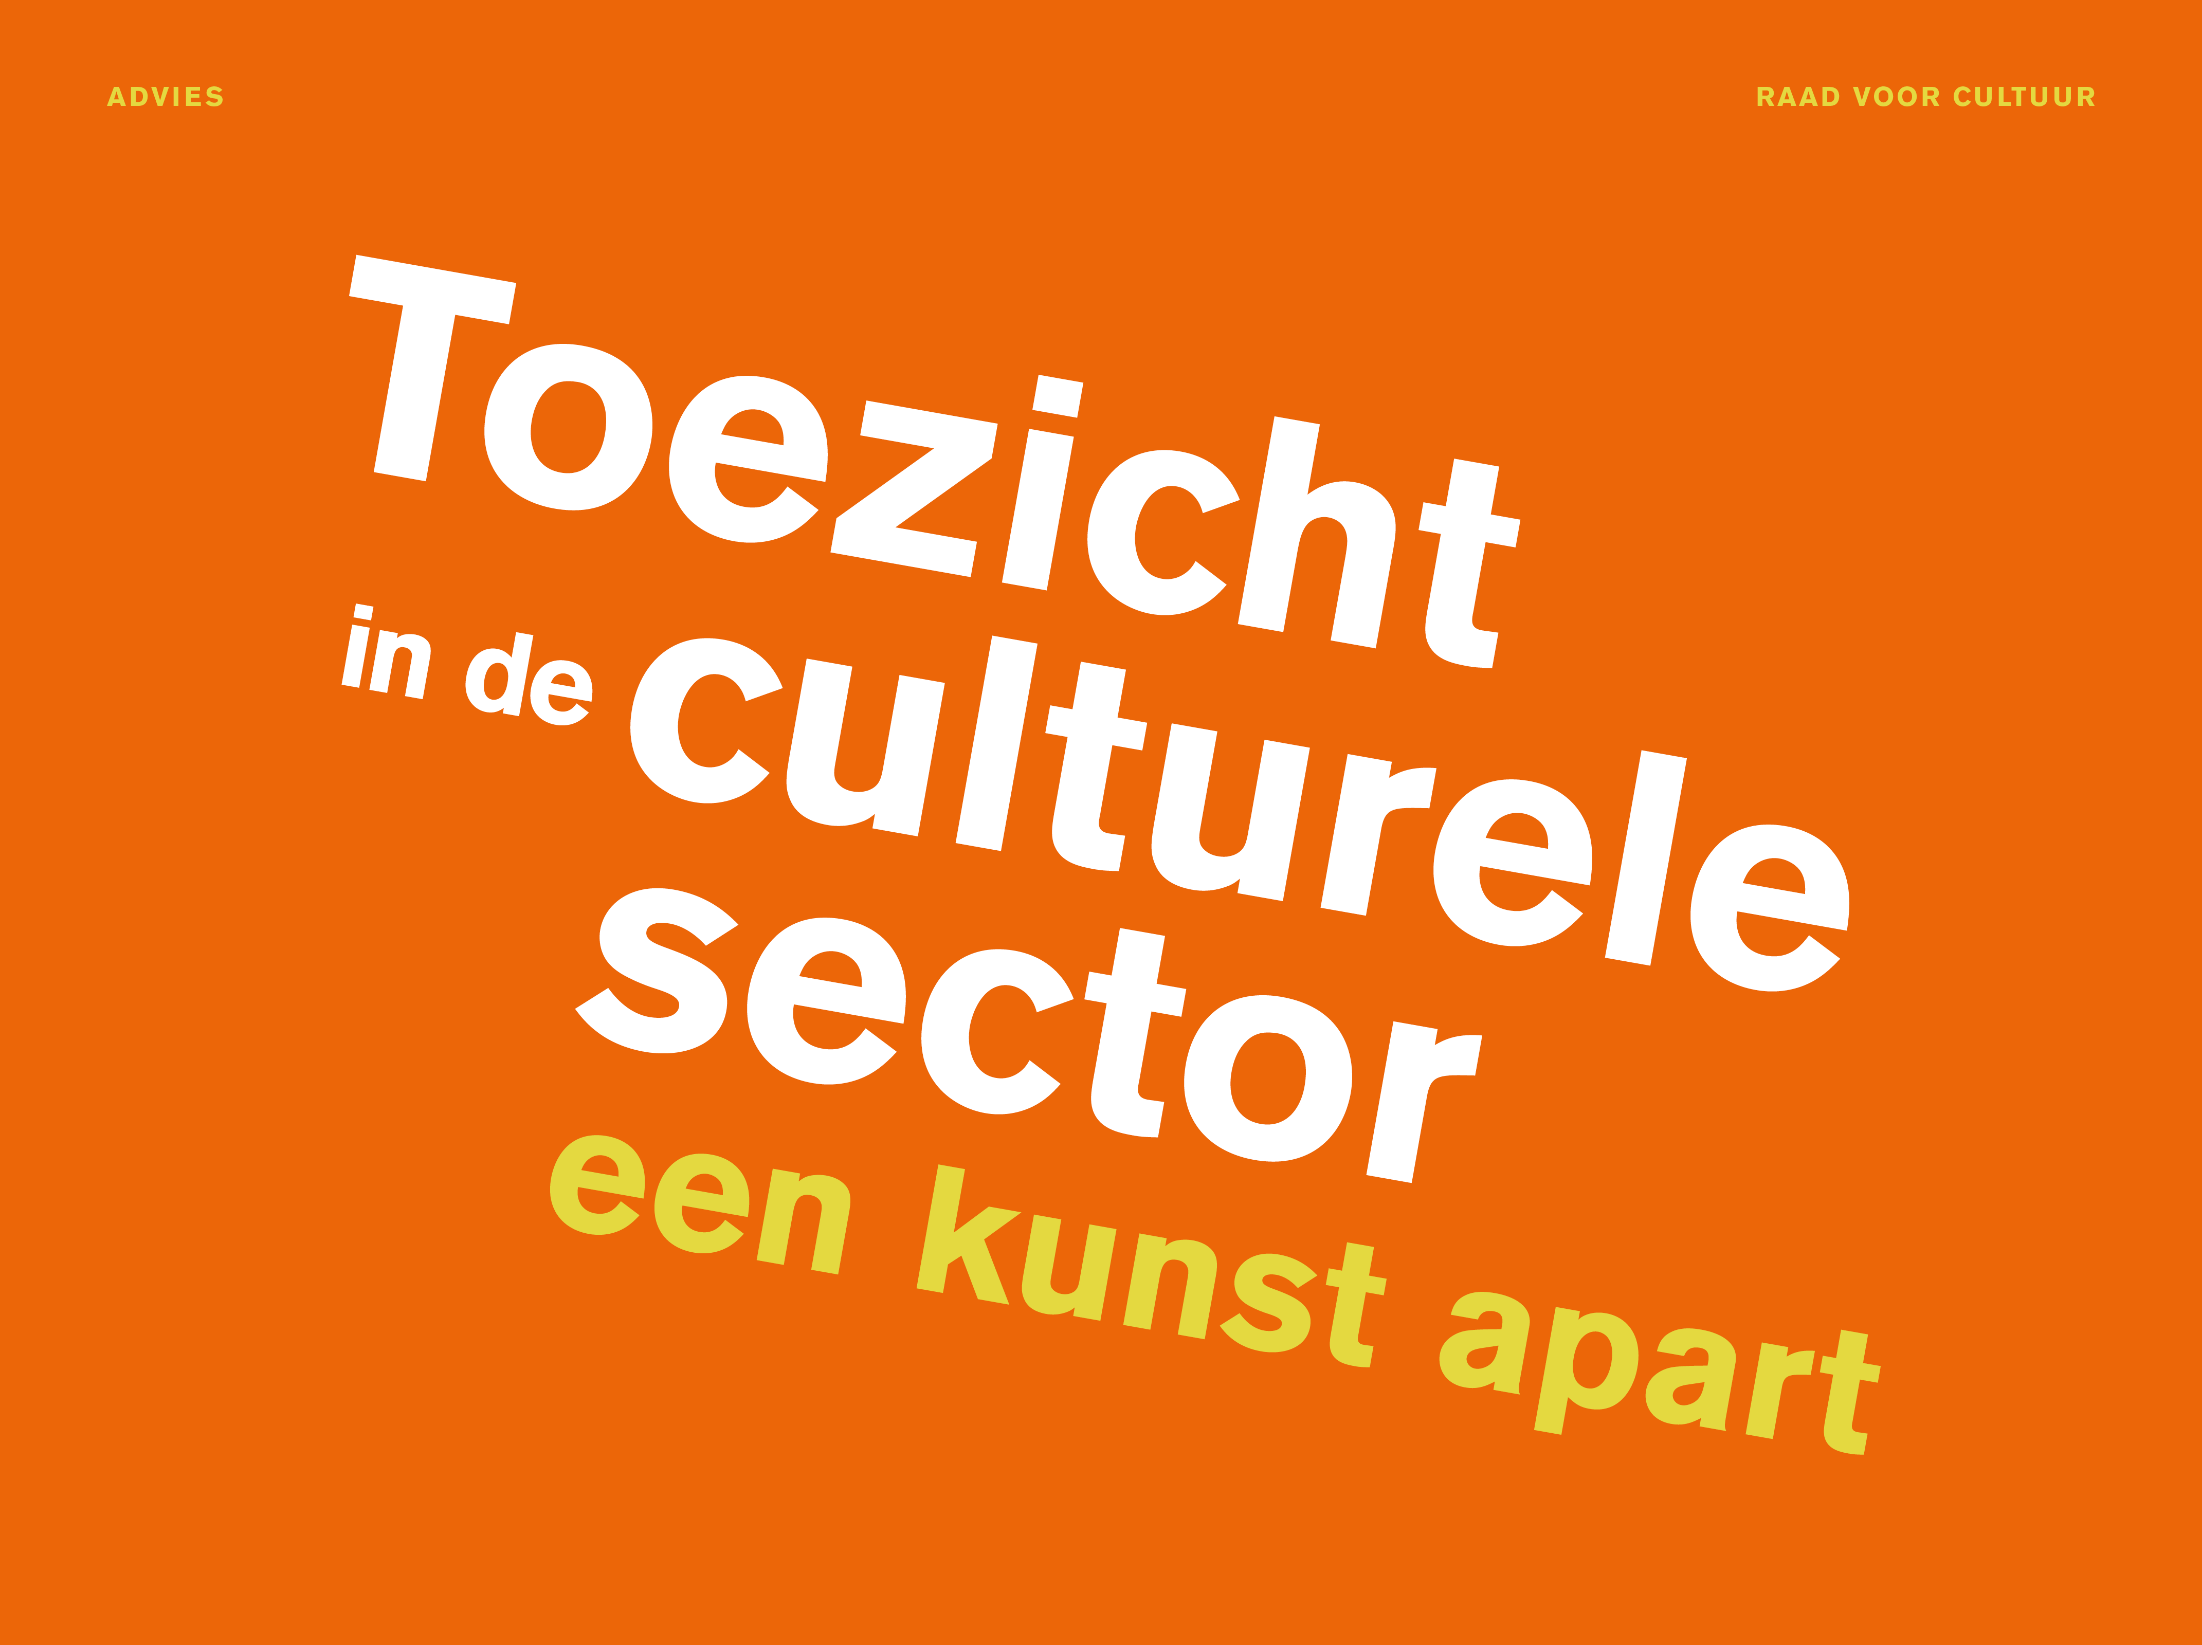 ADVIES
RAAD VOOR CULTUUR
Toezicht
in de culturele
sector
een kunst apart